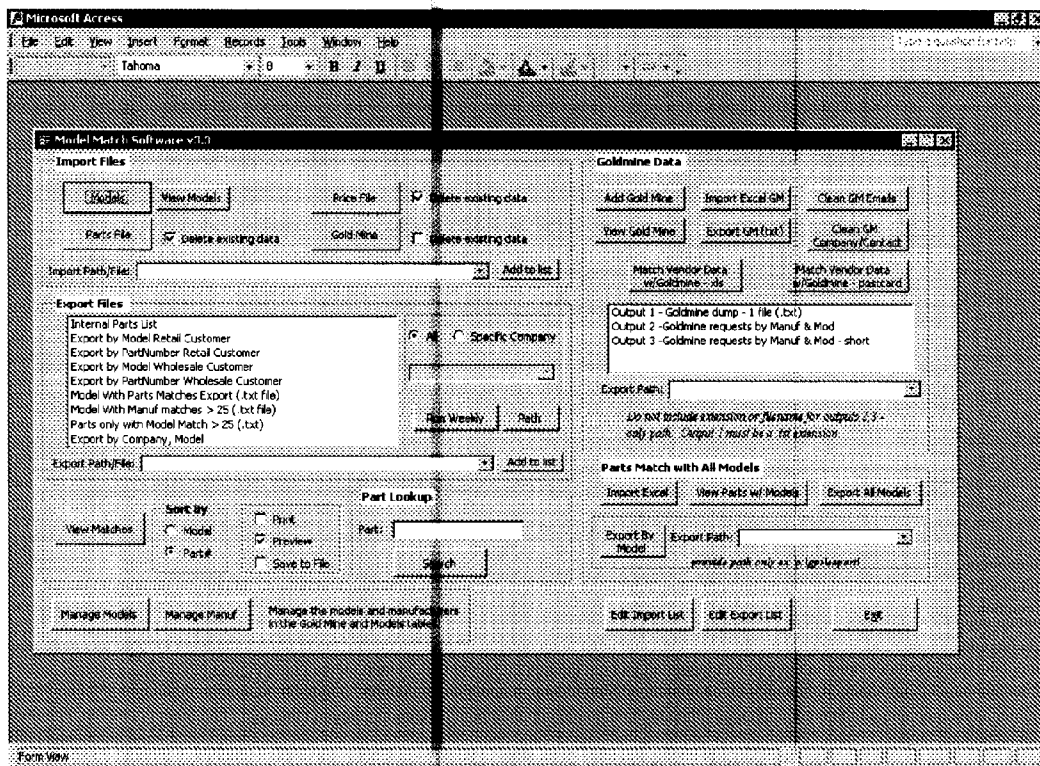 Microsoft Access
File Edit View Insert Format Records Tools Window Help
Type a question for help
Tahoma 8 B I U
Model Match Software v3.0
Import Files
Models View Models Price File Delete existing data
Parts File Delete existing data Gold Mine Delete existing data
Import Path/File: Add to list
Export Files
Internal Parts List
Export by Model Retail Customer
Export by PartNumber Retail Customer
Export by Model Wholesale Customer
Export by PartNumber Wholesale Customer
Model With Parts Matches Export (.txt file)
Model With Manuf matches > 25 (.txt file)
Parts only with Model Match > 25 (.txt)
Export by Company, Model
All Specific Company
Run Weekly Path
Export Path/File: Add to list
View Matches
Sort By
Model
Part#
Print
Preview
Save to File
Part Lookup
Part:
Search
Manage Models Manage Manuf
Manage the models and manufacturers
in the Gold Mine and Models table
Goldmine Data
Add Gold Mine Import Excel GM Clean GM Emails
View Gold Mine Export GM (txt) Clean GM
Company/Contact
Match Vendor Data
w/Goldmine - xls
Match Vendor Data
w/Goldmine - postcard
Output 1 -Goldmine dump - 1 file (.txt)
Output 2 -Goldmine requests by Manuf & Mod
Output 3 -Goldmine requests by Manuf & Mod - short
Export Path:
Do not include extension or filename for outputs 2,3 -
only path. Output 1 must be a .txt extension
Parts Match with All Models
Import Excel View Parts w/ Models Export All Models
Export By
Model
Export Path:
provide path only ex:
Edit Import List Edit Export List Exit
Form View